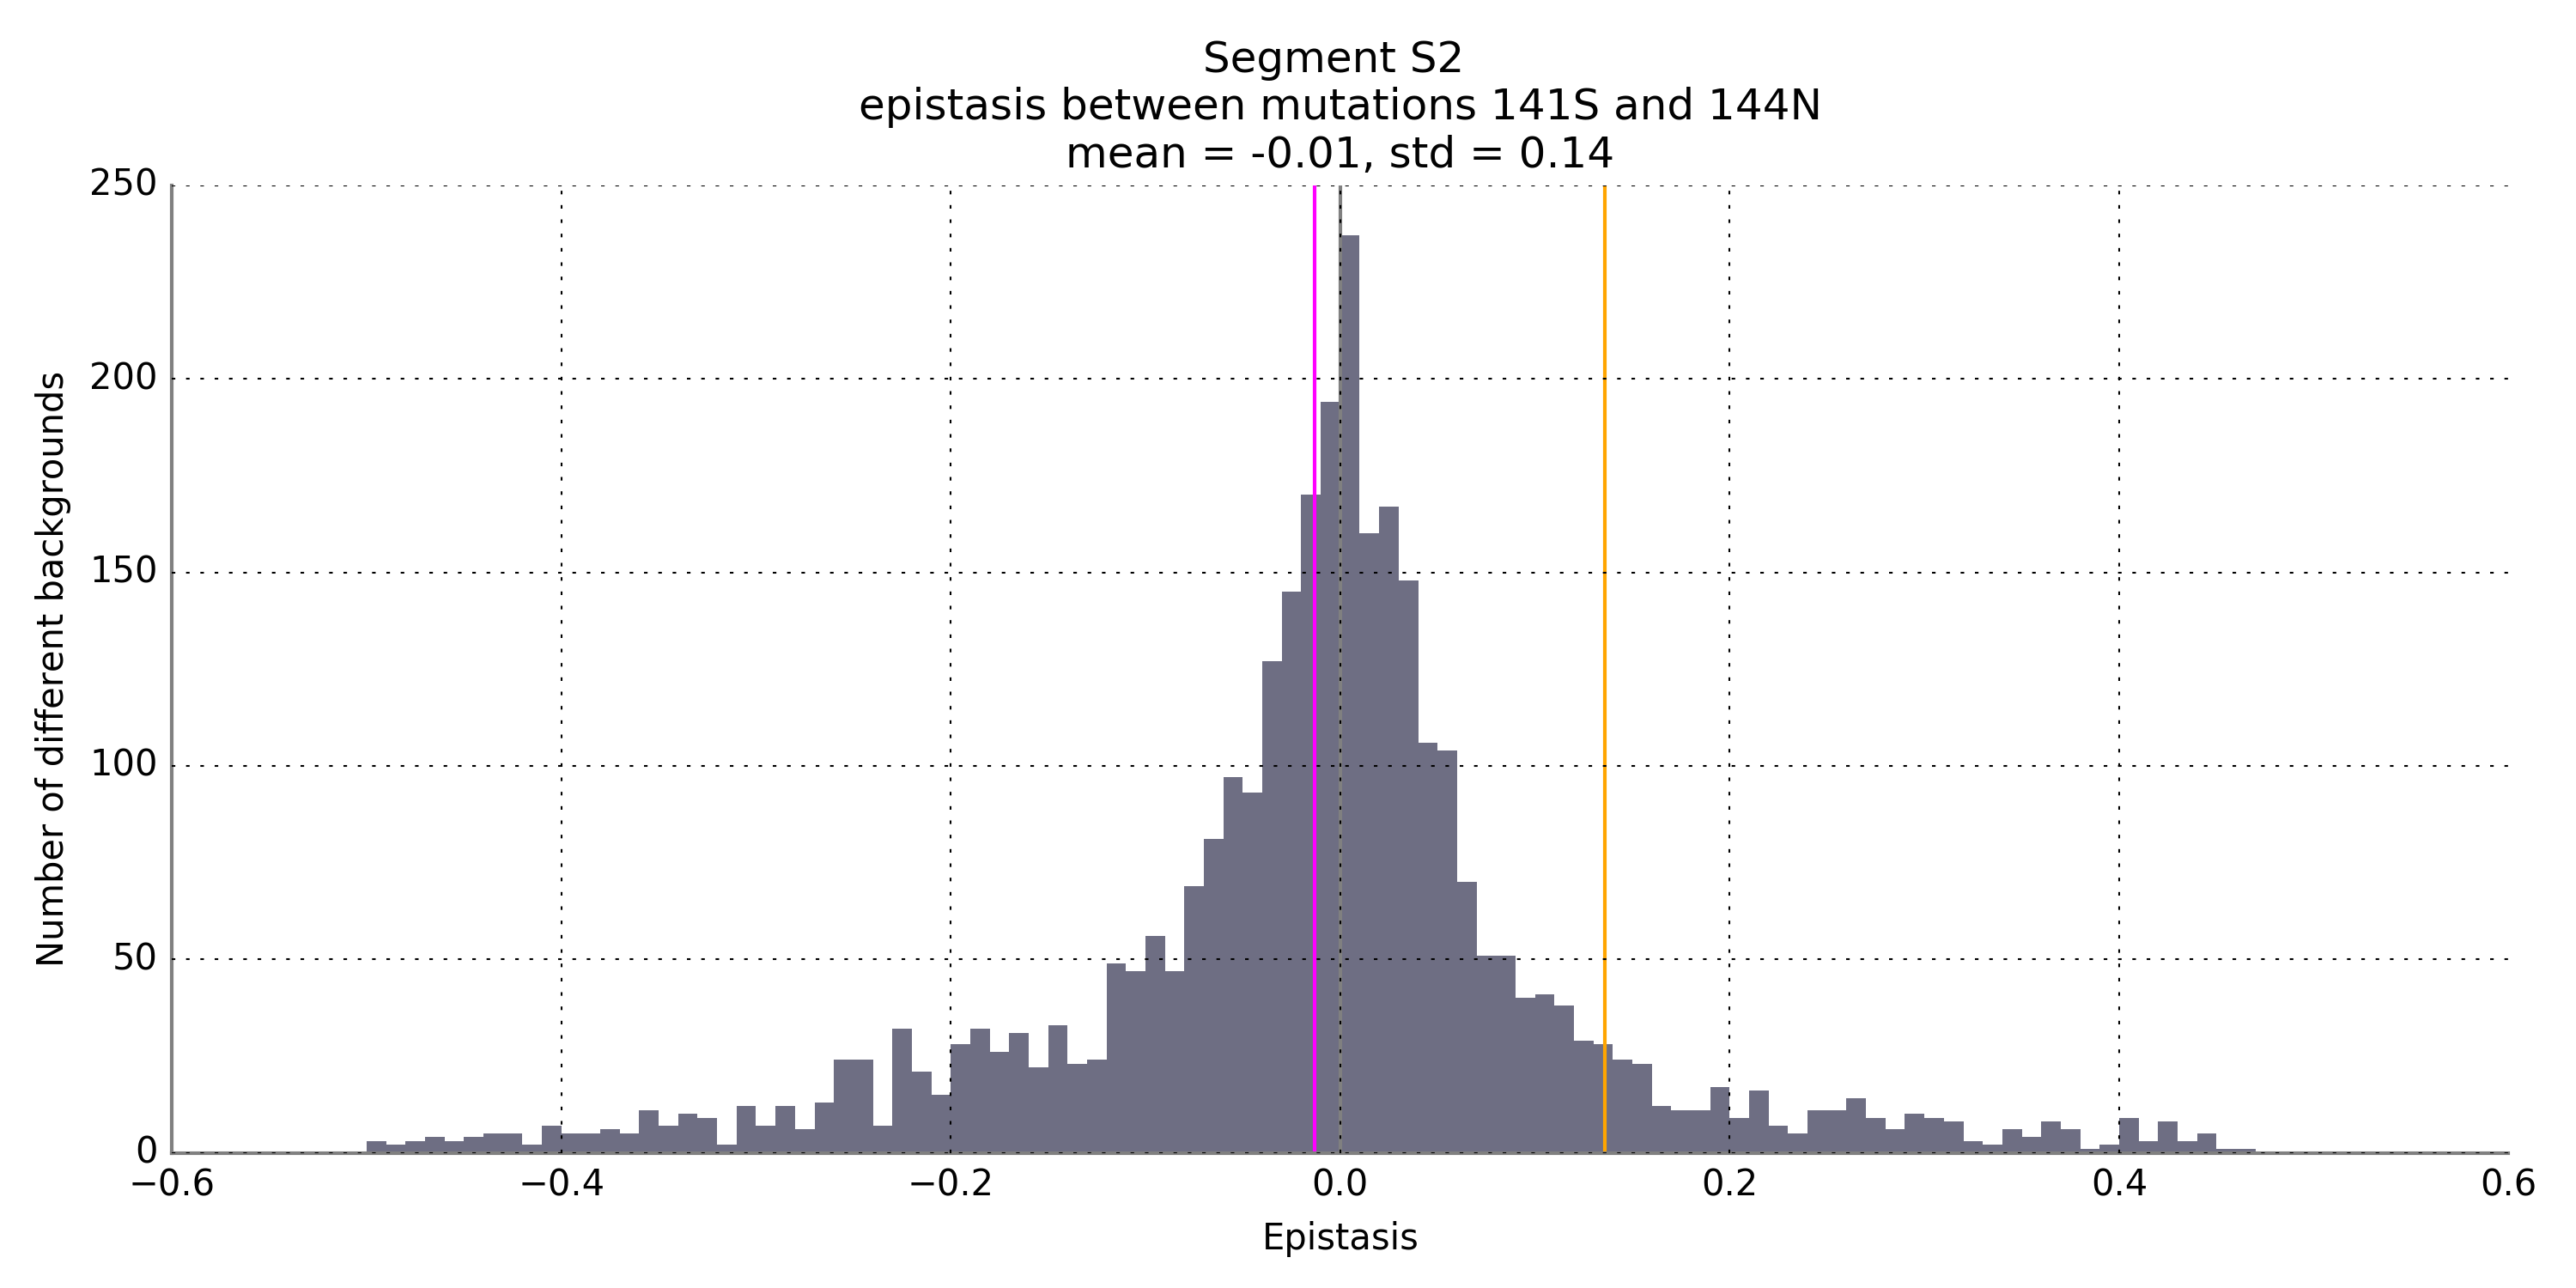 Segment S2
epistasis between mutations 141S and 144N
mean = -0.01, std = 0.14
250
200
150
100
50
0
Number of different backgrounds
−0.6
−0.4
−0.2
0.0
0.2
0.4
0.6
Epistasis